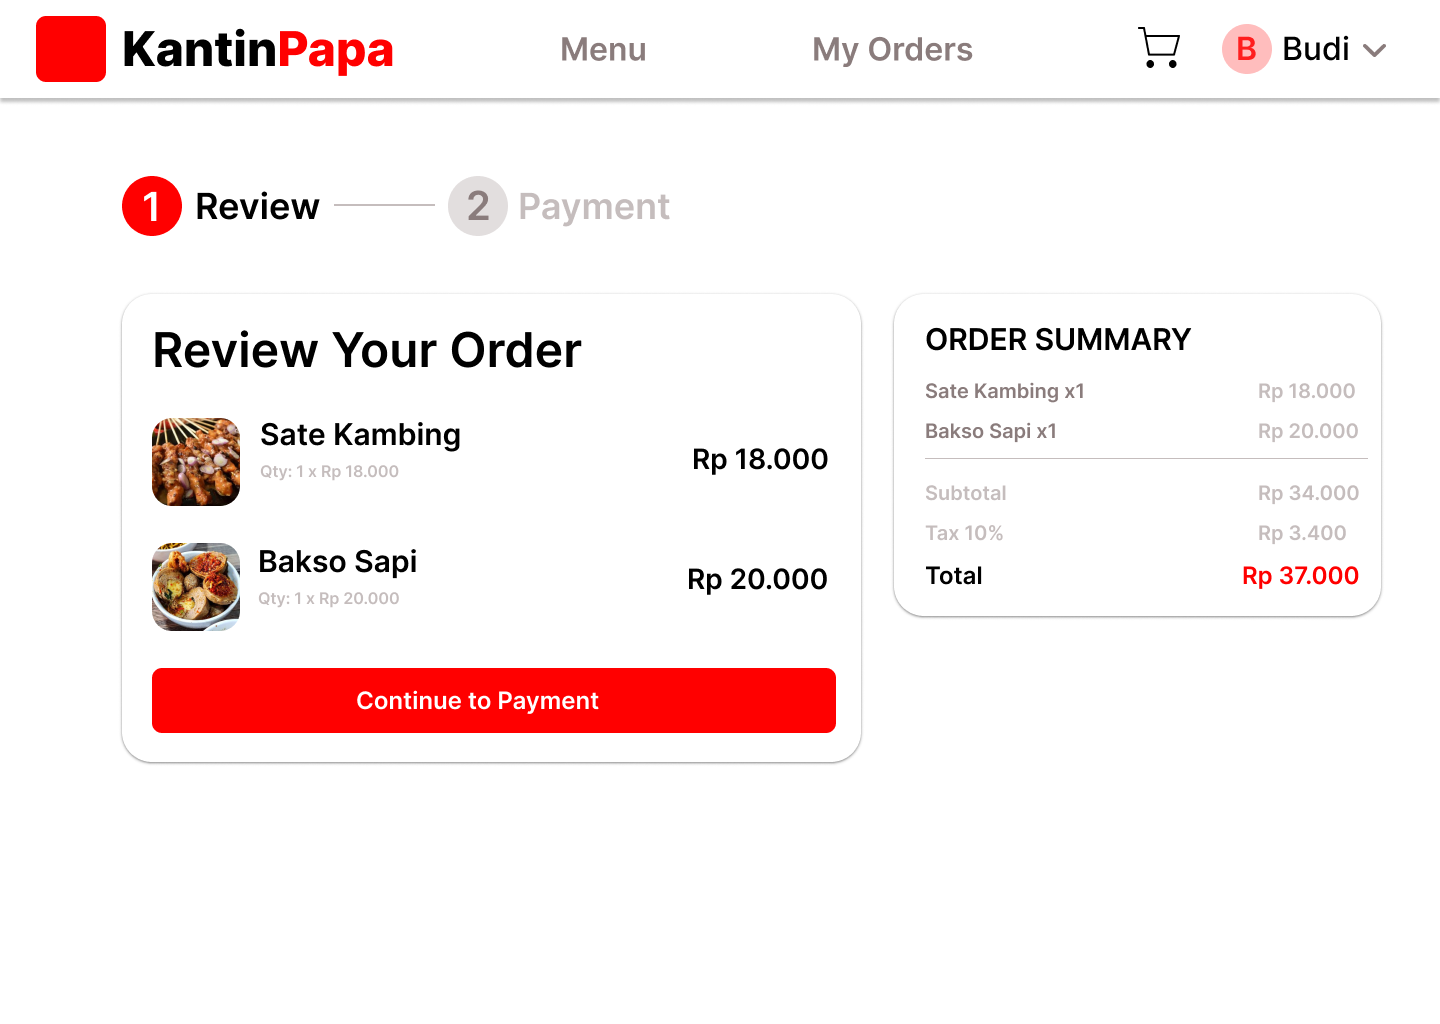 KantinPapa
Menu
My Orders
B
Budi
1
Review
2
Payment
Review Your Order
Sate Kambing
Qty: 1 x Rp 18.000
Rp 18.000
Bakso Sapi
Qty: 1 x Rp 20.000
Rp 20.000
Continue to Payment
ORDER SUMMARY
Sate Kambing x1 Rp 18.000
Bakso Sapi x1 Rp 20.000
Subtotal Rp 34.000
Tax 10% Rp 3.400
Total Rp 37.000